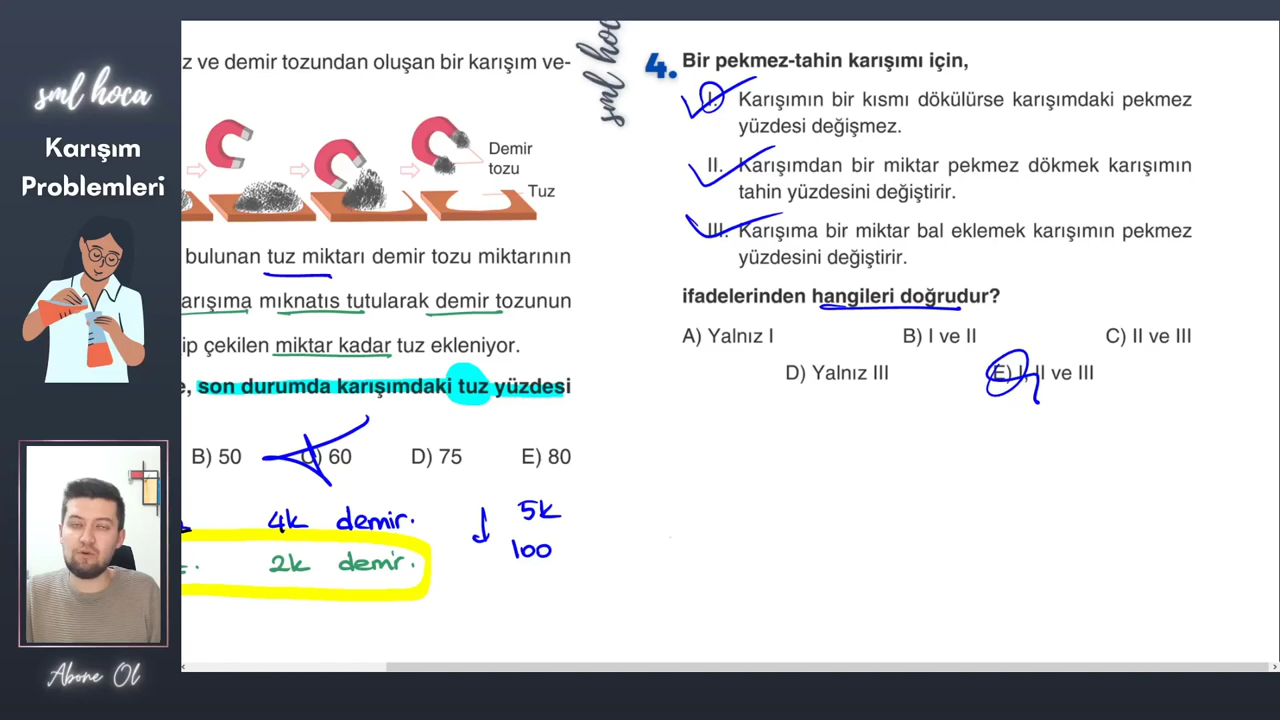 sml hoca
Karışım
Problemleri
Abone Ol
z ve demir tozundan oluşan bir karışım ve-
Demir
tozu
Tuz
bulunan tuz miktarı demir tozu miktarının
arışıma mıknatıs tutularak demir tozunun
ip çekilen miktar kadar tuz ekleniyor.
e, son durumda karışımdaki tuz yüzdesi
B) 50 C) 60 D) 75 E) 80
4k demir. 5k
100
2k demir.
sml hoca
4. Bir pekmez-tahin karışımı için,
I. Karışımın bir kısmı dökülürse karışımdaki pekmez
yüzdesi değişmez.
II. Karışımdan bir miktar pekmez dökmek karışımın
tahin yüzdesini değiştirir.
III. Karışıma bir miktar bal eklemek karışımın pekmez
yüzdesini değiştirir.
ifadelerinden hangileri doğrudur?
A) Yalnız I B) I ve II C) II ve III
D) Yalnız III E) I, II ve III